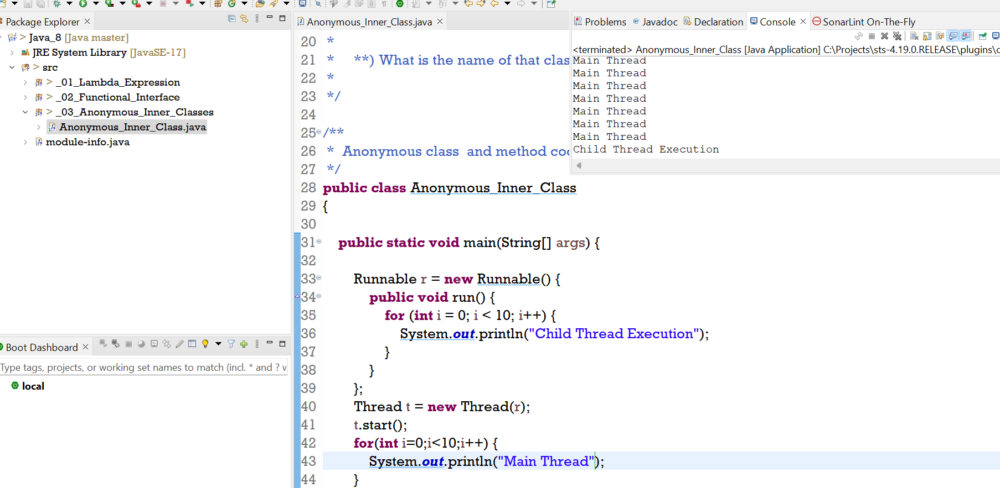 Package Explorer
Java_8 [Java master]
JRE System Library [JavaSE-17]
src
_01_Lambda_Expression
_02_Functional_Interface
_03_Anonymous_Inner_Classes
Anonymous_Inner_Class.java
module-info.java
Boot Dashboard
Type tags, projects, or working set names to match (incl. * and ?
local
Anonymous_Inner_Class.java
20 *
21 * **) What is the name of that clas
22 *
23 */
24
25 /**
26 * Anonymous class and method co
27 */
28 public class Anonymous_Inner_Class
29 {
30
31 public static void main(String[] args) {
32
33 Runnable r = new Runnable() {
34 public void run() {
35 for (int i = 0; i < 10; i++) {
36 System.out.println("Child Thread Execution");
37 }
38 }
39 };
40 Thread t = new Thread(r);
41 t.start();
42 for(int i=0;i<10;i++) {
43 System.out.println("Main Thread");
44 }
Problems @ Javadoc Declaration Console SonarLint On-The-Fly
<terminated> Anonymous_Inner_Class [Java Application] C:\Projects\sts-4.19.0.RELEASE\plugins\
Main Thread
Main Thread
Main Thread
Main Thread
Main Thread
Main Thread
Main Thread
Child Thread Execution